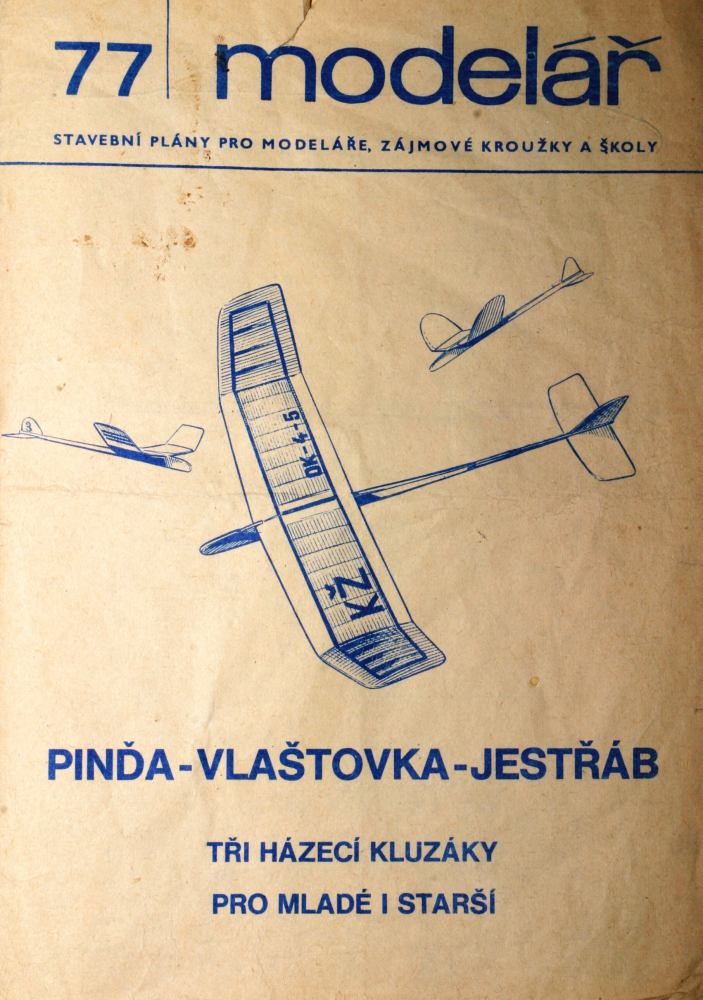 77 modelář
STAVEBNÍ PLÁNY PRO MODELÁŘE, ZÁJMOVÉ KROUŽKY A ŠKOLY
3
OK-4-5
KŽ
PINĎA-VLAŠTOVKA-JESTŘÁB
TŘI HÁZECÍ KLUZÁKY
PRO MLADÉ I STARŠÍ